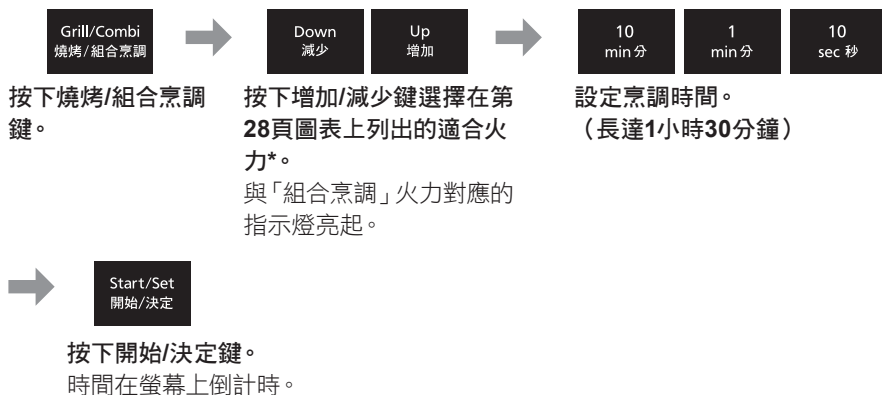 Grill/Combi
燒烤/組合烹調
按下燒烤/組合烹調
鍵。
Down
減少
Up
增加
按下增加/減少鍵選擇在第
28頁圖表上列出的適合火
力*。
與「組合烹調」火力對應的
指示燈亮起。
10
min 分
1
min 分
10
sec 秒
設定烹調時間。
（長達1小時30分鐘）
Start/Set
開始/決定
按下開始/決定鍵。
時間在螢幕上倒計時。